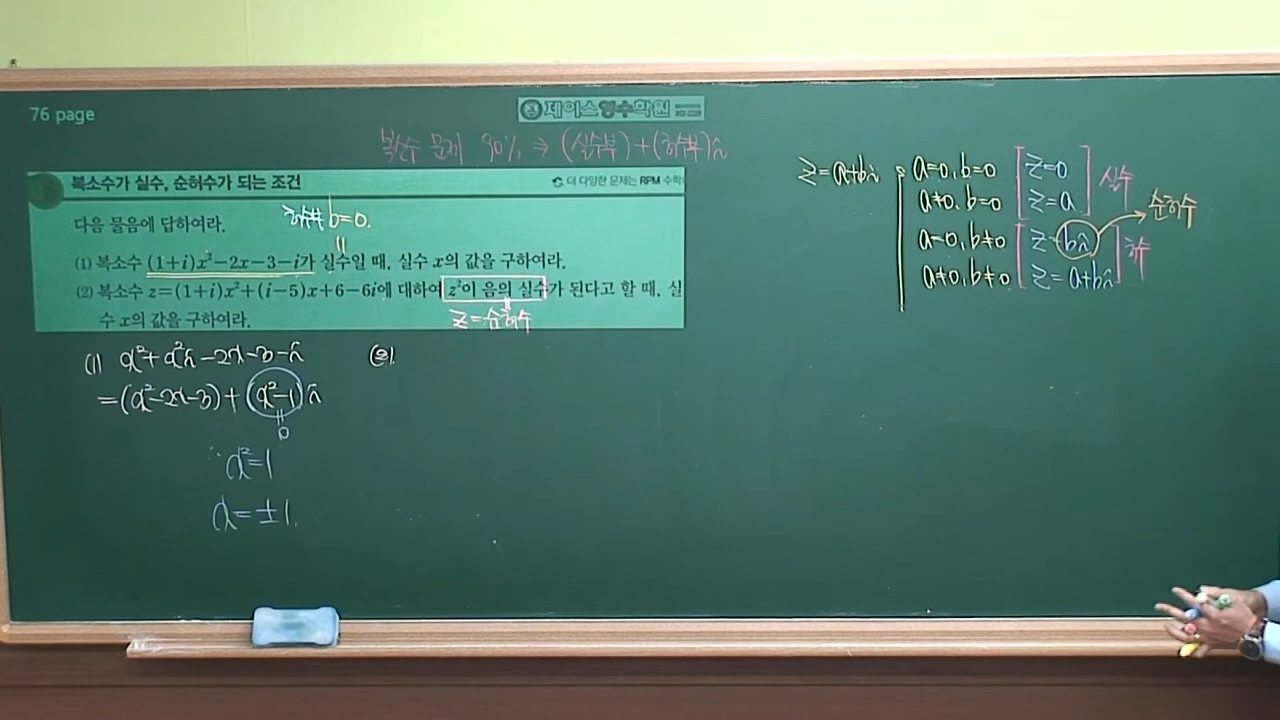 76 page
제이스영수학원
복소수 문제 90% ⇒ (실수부)+(허수부)i
복소수가 실수, 순허수가 되는 조건
더 다양한 문제는 RPM 수학
다음 물음에 답하여라.
허수부 b=0.
(1) 복소수 (1+i)x²-2x-3-i가 실수일 때, 실수 x의 값을 구하여라.
(2) 복소수 z=(1+i)x²+(i-5)x+6-6i에 대하여 z²이 음의 실수가 된다고 할 때, 실
수 x의 값을 구하여라.
z=순허수
(1) x²+x²i-2x-3-i
=(x²-2x-3)+(x²-1)i
0
∴ x²=1
x=±1.
(2).
z=a+bi
a=0, b=0 z=0
a≠0, b=0 z=a
실수
a=0, b≠0 z=bi
순허수
a≠0, b≠0 z=a+bi
허수